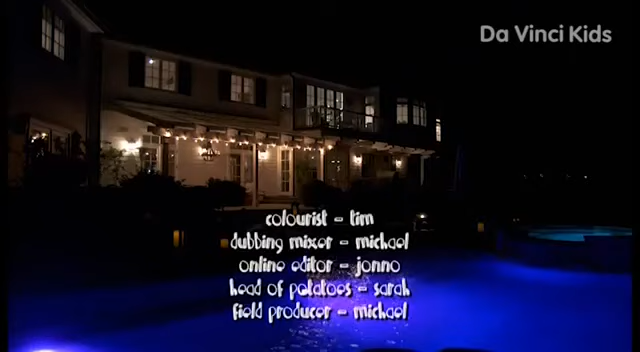 Da Vinci Kids
colourist - tim
dubbing mixer - michael
online editor - jonno
head of potatoes - sarah
field producer - michael